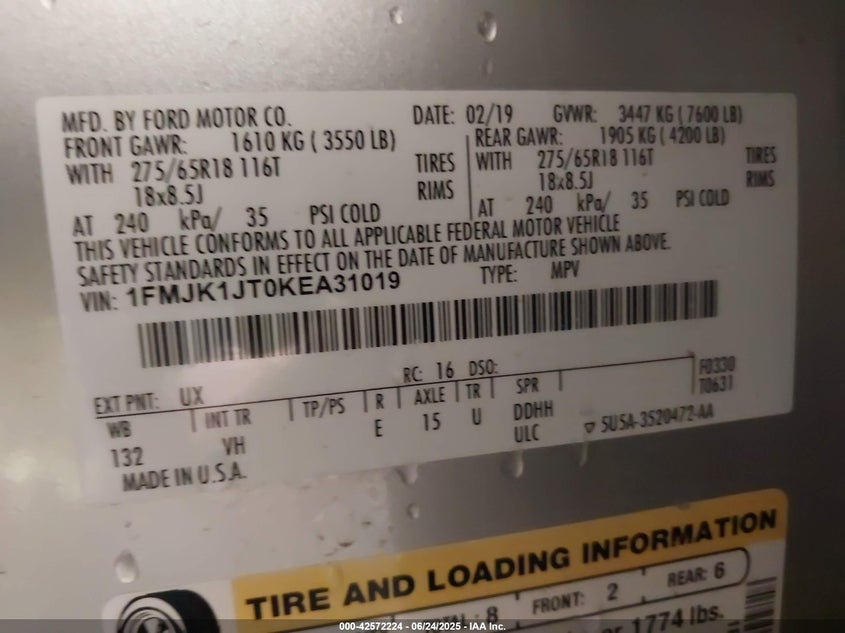 MFD. BY FORD MOTOR CO. DATE: 02/19 GVWR: 3447 KG ( 7600 LB)
FRONT GAWR: 1610 KG ( 3550 LB) REAR GAWR: 1905 KG ( 4200 LB)
WITH 275/65R18 116T TIRES WITH 275/65R18 116T TIRES
18x8.5J RIMS 18x8.5J RIMS
AT 240 kPa/ 35 PSI COLD AT 240 kPa/ 35 PSI COLD
THIS VEHICLE CONFORMS TO ALL APPLICABLE FEDERAL MOTOR VEHICLE
SAFETY STANDARDS IN EFFECT ON THE DATE OF MANUFACTURE SHOWN ABOVE.
VIN: 1FMJK1JT0KEA31019 TYPE: MPV
EXT PNT: UX RC: 16 DSO: F0330
WB INT TR TP/PS R AXLE TR SPR T0631
132 VH E 15 U DDHH
ULC ▽ 5U5A-3520472-AA
MADE IN U.S.A.
TIRE AND LOADING INFORMATION
8 FRONT: 2 REAR: 6
1774 lbs.
000-42572224 - 06/24/2025 - IAA Inc.